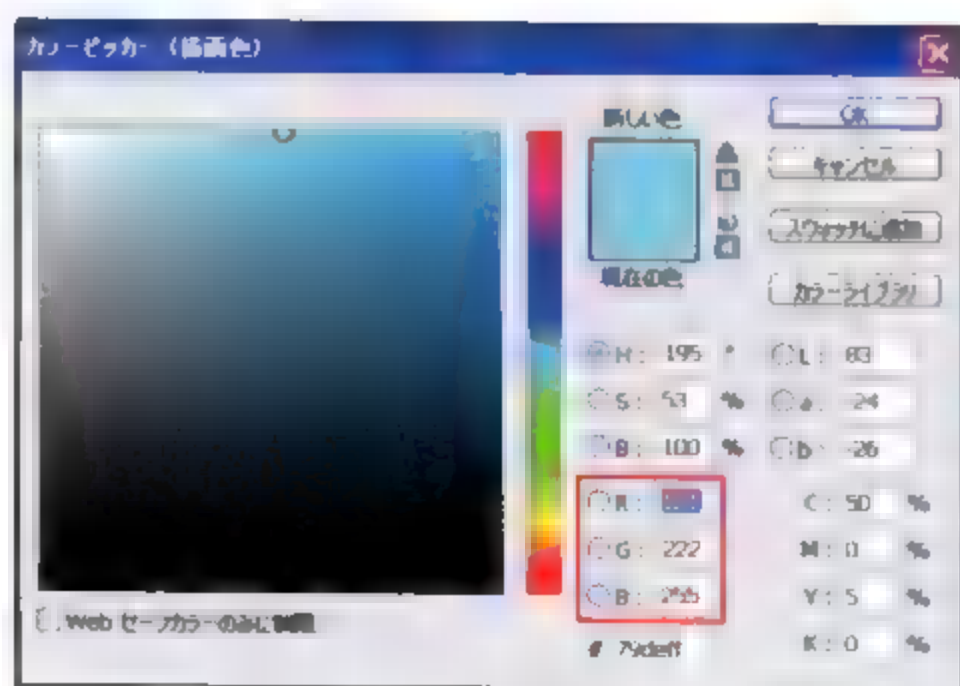 カラーピッカー (描画色)
新しい色
OK
キャンセル
スウォッチに追加
現在の色
カラーライブラリ
H: 195 °
L: 83
S: 53 %
a: -24
B: 100 %
b: -26
R:
C: 50 %
G: 222
M: 0 %
B: 255
Y: 5 %
Web セーフカラーのみに制限
# 79deff
K: 0 %